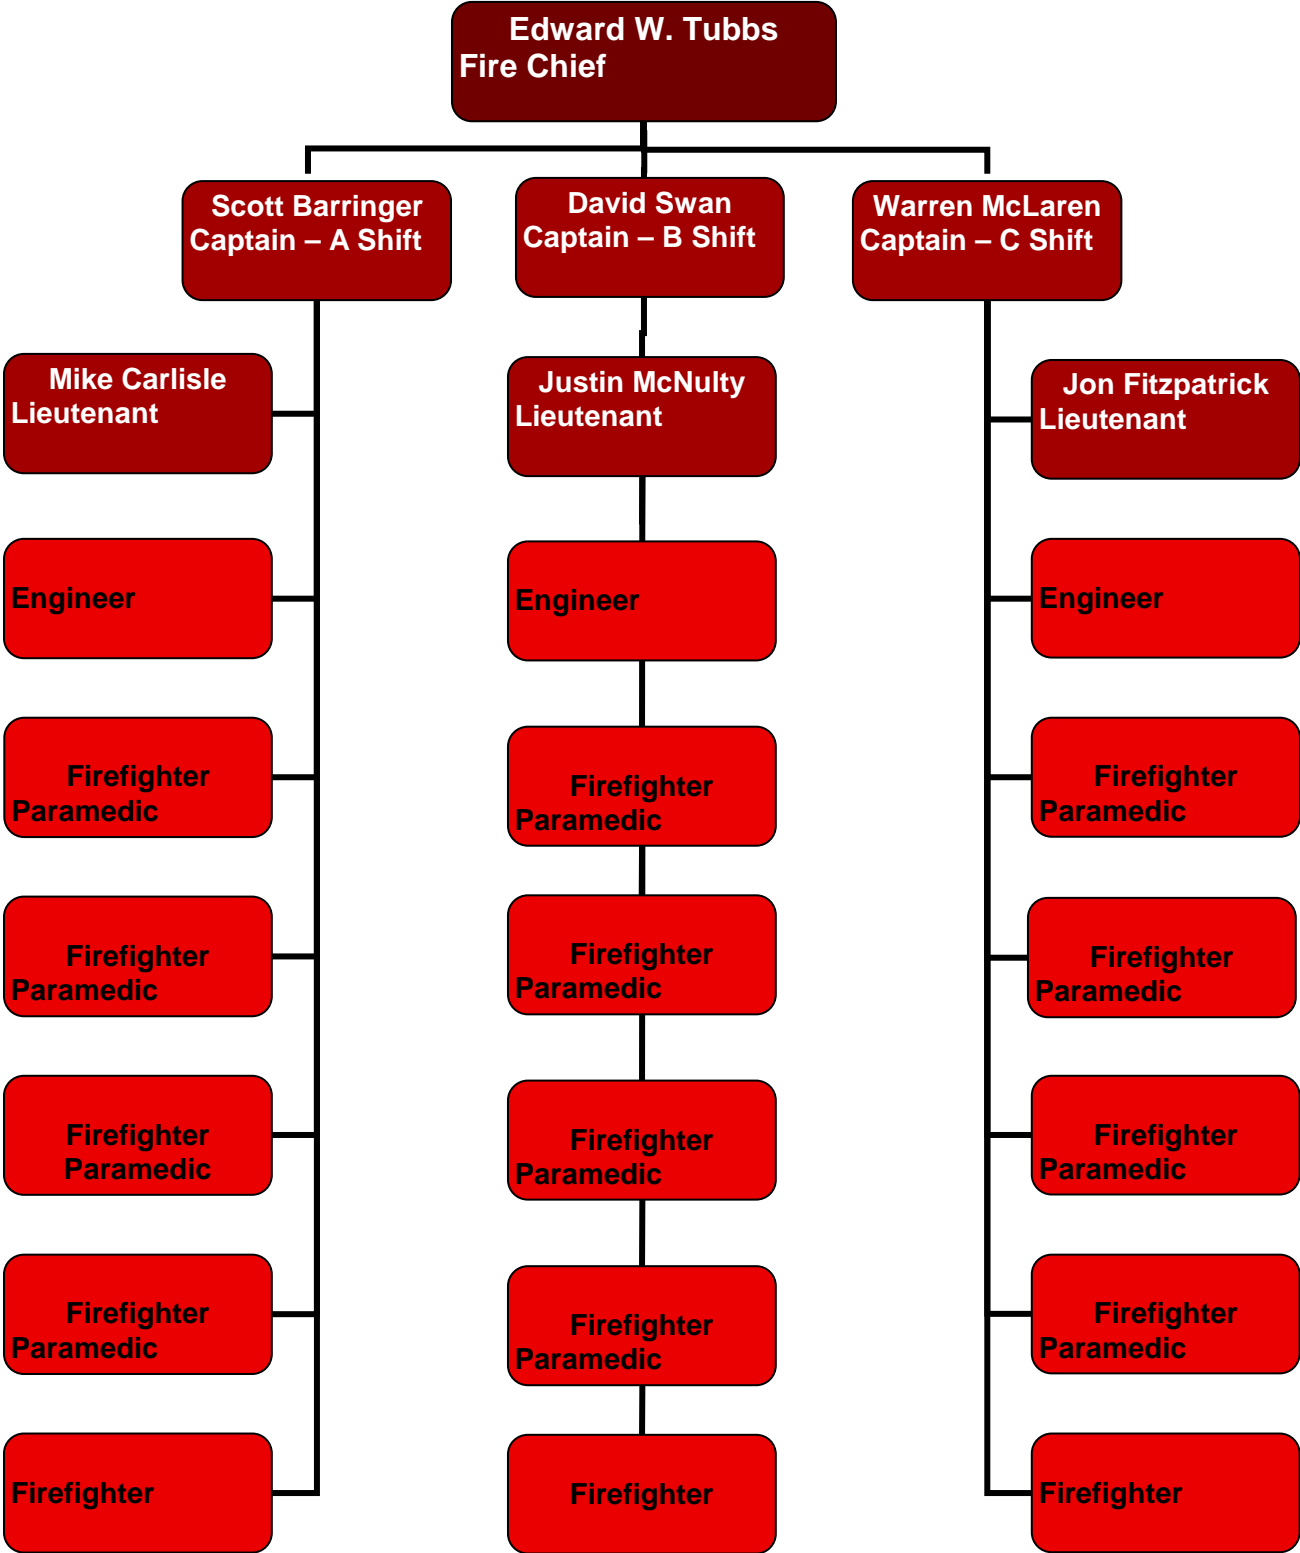 Edward W. Tubbs
Fire Chief
Scott Barringer
Captain – A Shift
David Swan
Captain – B Shift
Warren McLaren
Captain – C Shift
Mike Carlisle
Lieutenant
Justin McNulty
Lieutenant
Jon Fitzpatrick
Lieutenant
Engineer
Engineer
Engineer
Firefighter
Paramedic
Firefighter
Paramedic
Firefighter
Paramedic
Firefighter
Paramedic
Firefighter
Paramedic
Firefighter
Paramedic
Firefighter
Paramedic
Firefighter
Paramedic
Firefighter
Paramedic
Firefighter
Paramedic
Firefighter
Paramedic
Firefighter
Paramedic
Firefighter
Firefighter
Firefighter